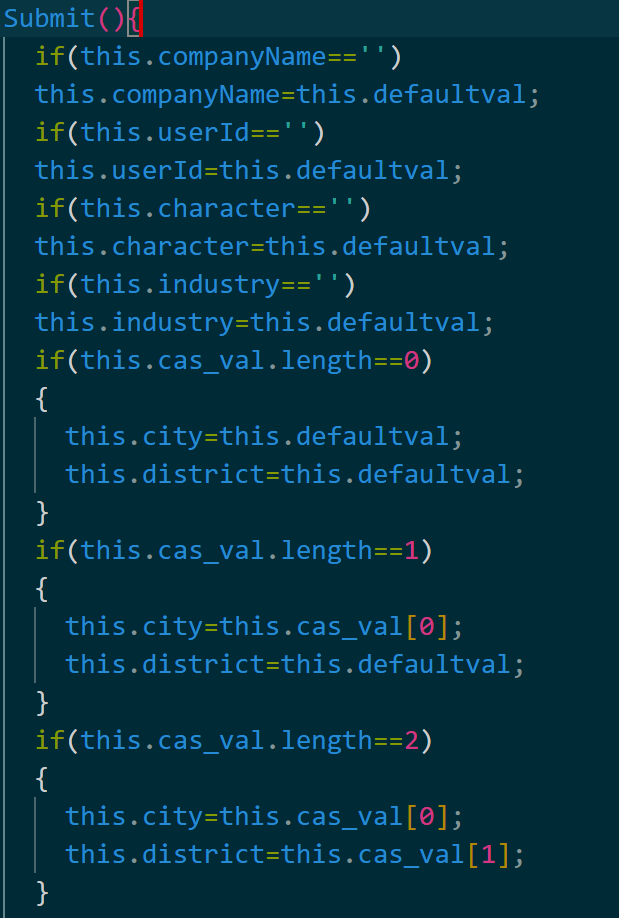 Submit(){
if(this.companyName=='')
this.companyName=this.defaultval;
if(this.userId=='')
this.userId=this.defaultval;
if(this.character=='')
this.character=this.defaultval;
if(this.industry=='')
this.industry=this.defaultval;
if(this.cas_val.length==0)
{
this.city=this.defaultval;
this.district=this.defaultval;
}
if(this.cas_val.length==1)
{
this.city=this.cas_val[0];
this.district=this.defaultval;
}
if(this.cas_val.length==2)
{
this.city=this.cas_val[0];
this.district=this.cas_val[1];
}